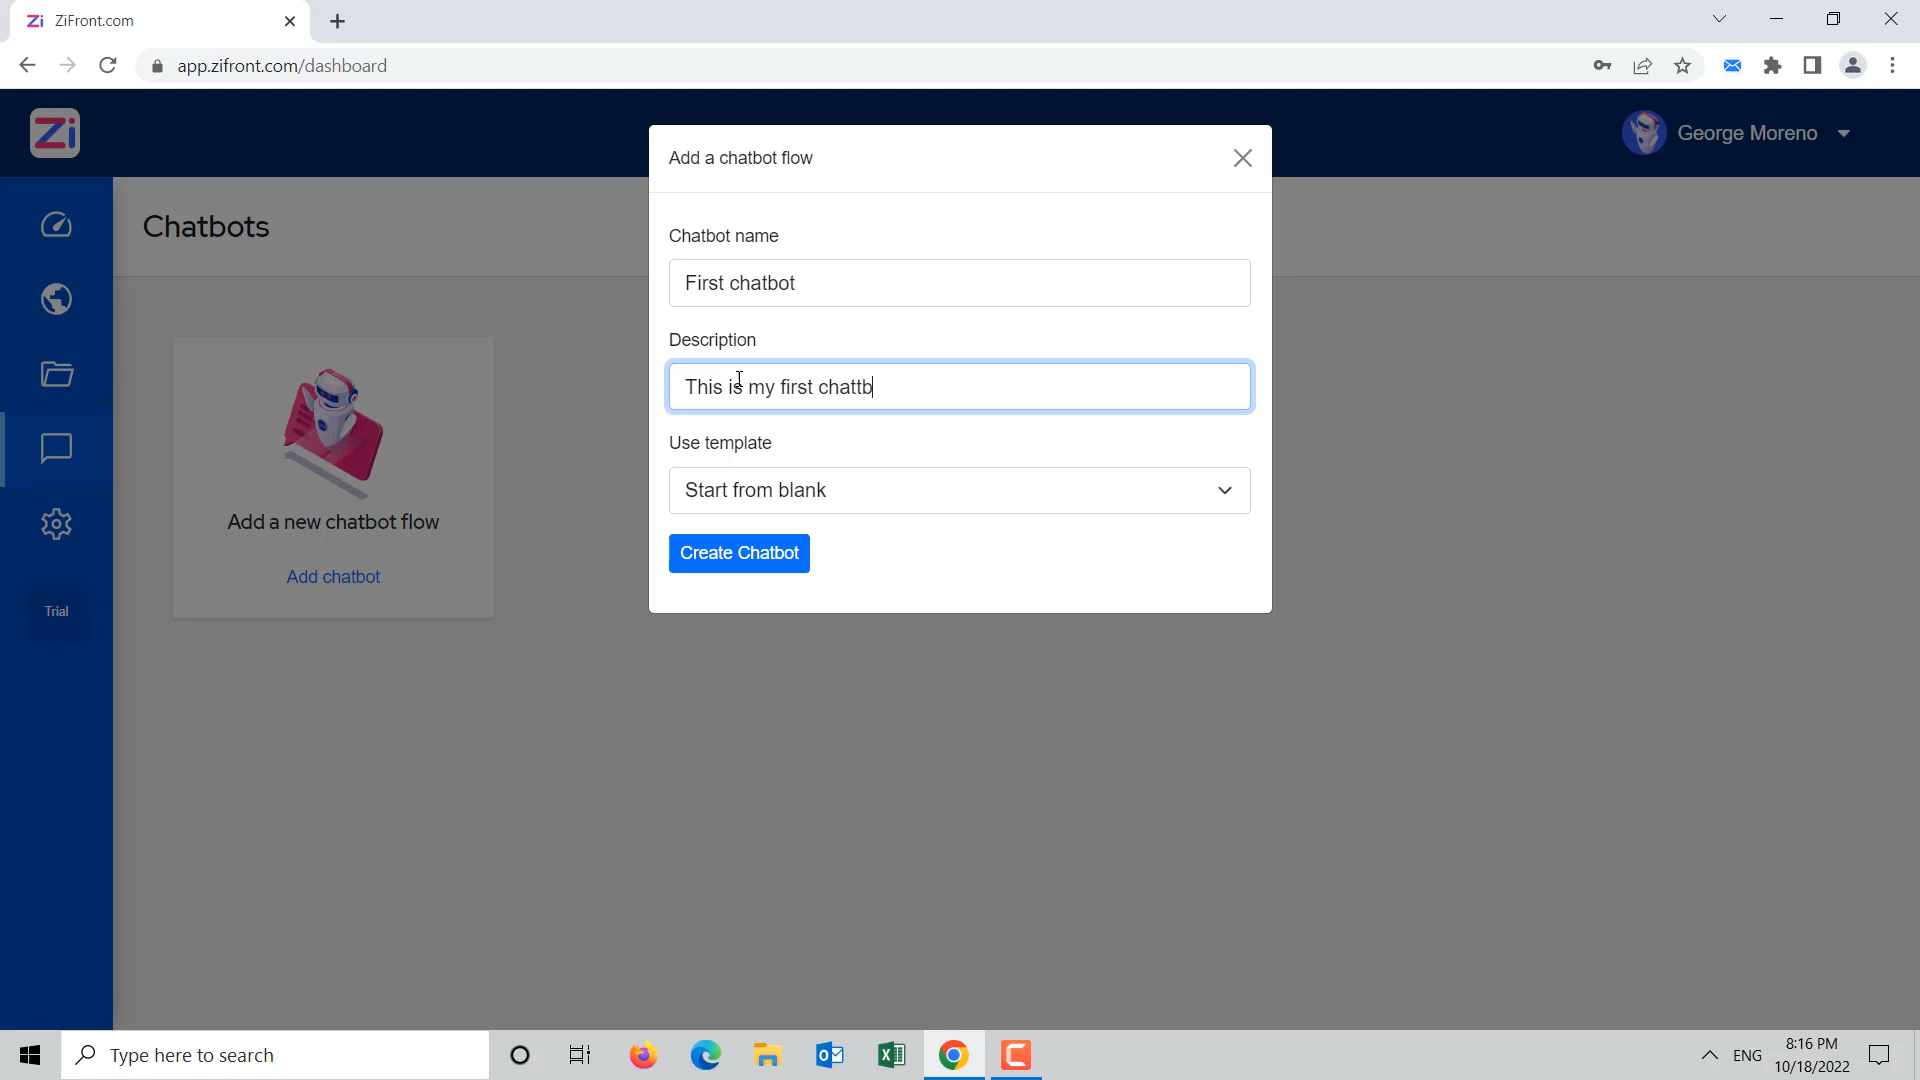 Zi ZiFront.com
app.zifront.com/dashboard
Zi
George Moreno
Add a chatbot flow
Chatbots
Chatbot name
First chatbot
Description
This is my first chattb
Use template
Start from blank
Create Chatbot
Add a new chatbot flow
Add chatbot
Trial
Type here to search
ENG
8:16 PM
10/18/2022